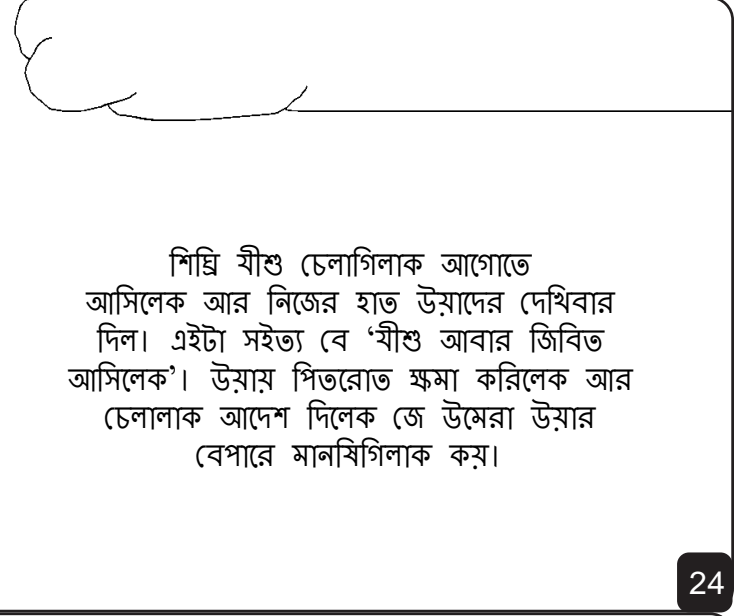 শিঘ্রি যীশু চেলাগিলাক আগোতে
আসিলেক আর নিজের হাত উয়াদের দেখিবার
দিল। এইটা সইত্য বে ‘যীশু আবার জিবিত
আসিলেক’। উয়ায় পিতরোত ক্ষমা করিলেক আর
চেলালাক আদেশ দিলেক জে উমেরা উয়ার
বেপারে মানষিগিলাক কয়।
24